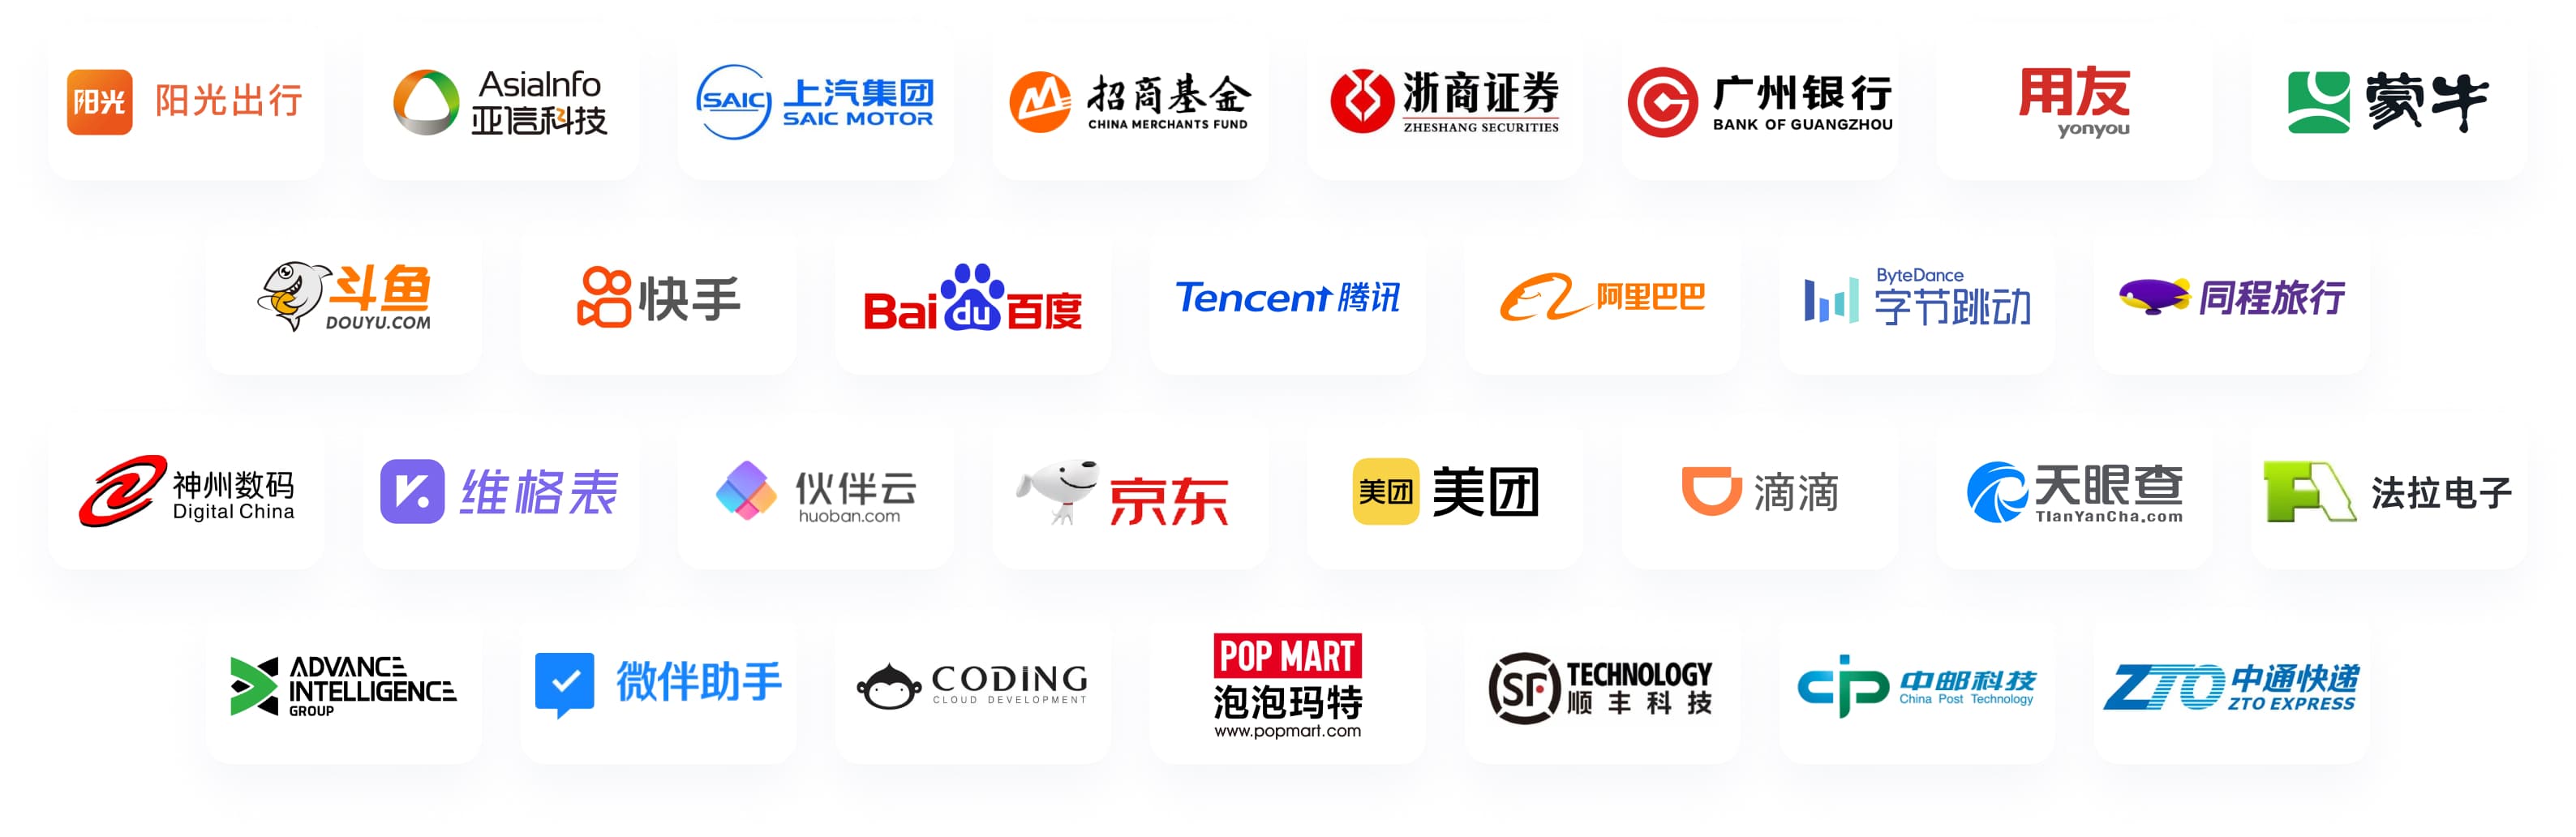 阳光 阳光出行
AsiaInfo
亚信科技
SAIC 上汽集团
SAIC MOTOR
招商基金
CHINA MERCHANTS FUND
浙商证券
ZHESHANG SECURITIES
广州银行
BANK OF GUANGZHOU
用友
yonyou
蒙牛
斗鱼
DOUYU.COM
快手
Bai du 百度
Tencent 腾讯
阿里巴巴
ByteDance
字节跳动
同程旅行
神州数码
Digital China
维格表
伙伴云
huoban.com
京东
美团 美团
滴滴
天眼查
TianYanCha.com
法拉电子
ADVANCE
INTELLIGENCE
GROUP
微伴助手
CODING
CLOUD DEVELOPMENT
POP MART
泡泡玛特
www.popmart.com
SF TECHNOLOGY
顺丰科技
中邮科技
China Post Technology
ZTO 中通快递
ZTO EXPRESS